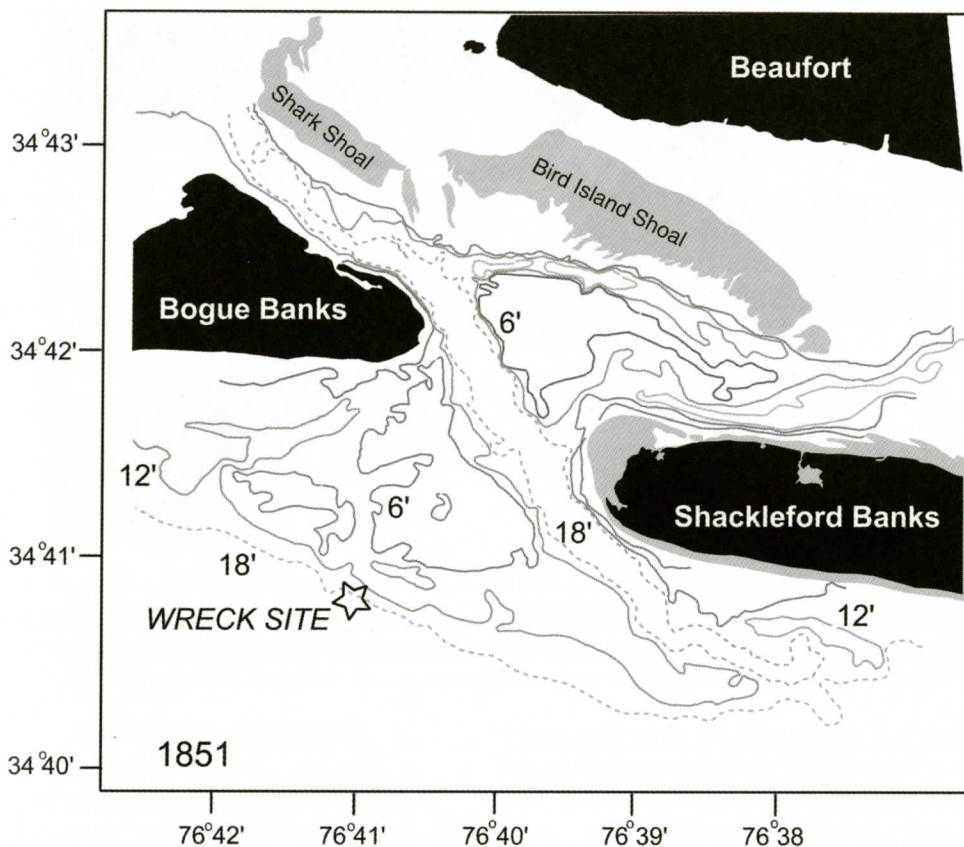 Beaufort
Shark Shoal
Bird Island Shoal
34°43'
Bogue Banks
6'
34°42'
12'
6'
Shackleford Banks
18'
34°41'
18'
WRECK SITE
12'
1851
34°40'
76°42' 76°41' 76°40' 76°39' 76°38'